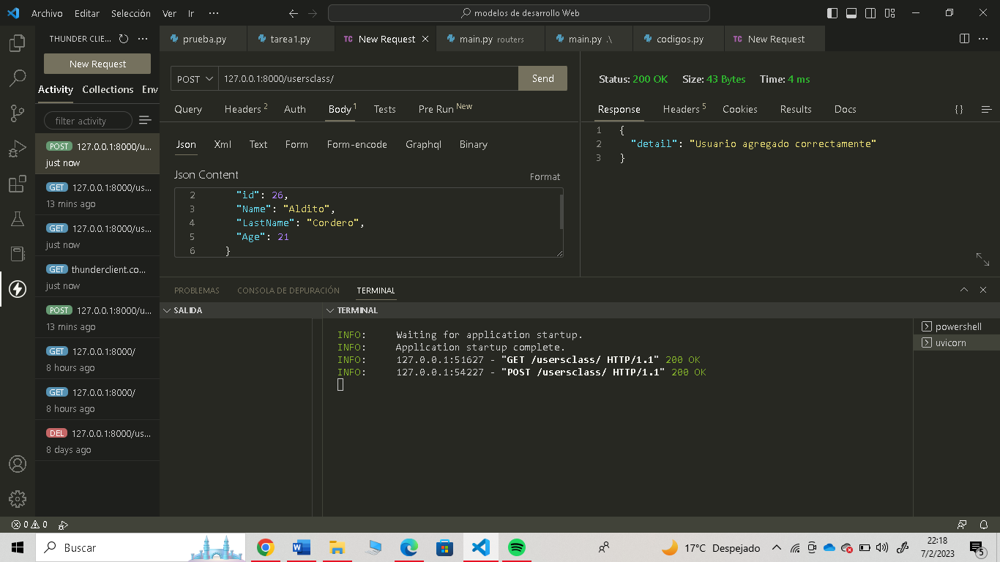 Archivo Editar Selección Ver Ir ··· modelos de desarrollo Web
THUNDER CLIE... ···
New Request
Activity Collections Env
filter activity
POST 127.0.0.1:8000/u...
just now
GET 127.0.0.1:8000/us...
13 mins ago
GET 127.0.0.1:8000/us...
just now
GET thunderclient.co...
just now
POST 127.0.0.1:8000/u...
13 mins ago
GET 127.0.0.1:8000/
8 hours ago
GET 127.0.0.1:8000/
8 hours ago
DEL 127.0.0.1:8000/us...
8 days ago
prueba.py tarea1.py TC New Request main.py routers main.py .\ codigos.py TC New Request
POST 127.0.0.1:8000/usersclass/ Send
Query Headers 2 Auth Body 1 Tests Pre Run New
Json Xml Text Form Form-encode Graphql Binary
Json Content Format
2 "id": 26,
3 "Name": "Aldito",
4 "LastName": "Cordero",
5 "Age": 21
6 }
Status: 200 OK Size: 43 Bytes Time: 4 ms
Response Headers 5 Cookies Results Docs {}
1 {
2 "detail": "Usuario agregado correctamente"
3 }
PROBLEMAS CONSOLA DE DEPURACIÓN TERMINAL
SALIDA
TERMINAL
INFO: Waiting for application startup.
INFO: Application startup complete.
INFO: 127.0.0.1:51627 - "GET /usersclass/ HTTP/1.1" 200 OK
INFO: 127.0.0.1:54227 - "POST /usersclass/ HTTP/1.1" 200 OK
powershell
uvicorn
0 0
Buscar
17°C Despejado
22:18
7/2/2023
5